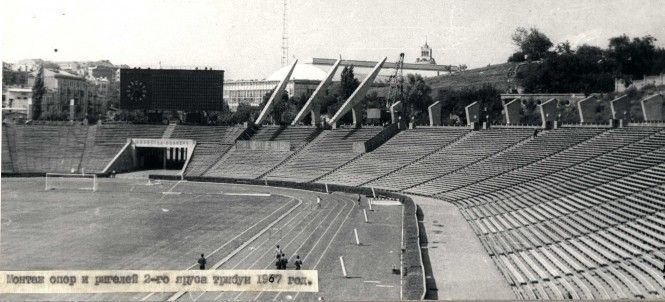 Монтаж опор и ригелей 2-го яруса трибун 1967 год.